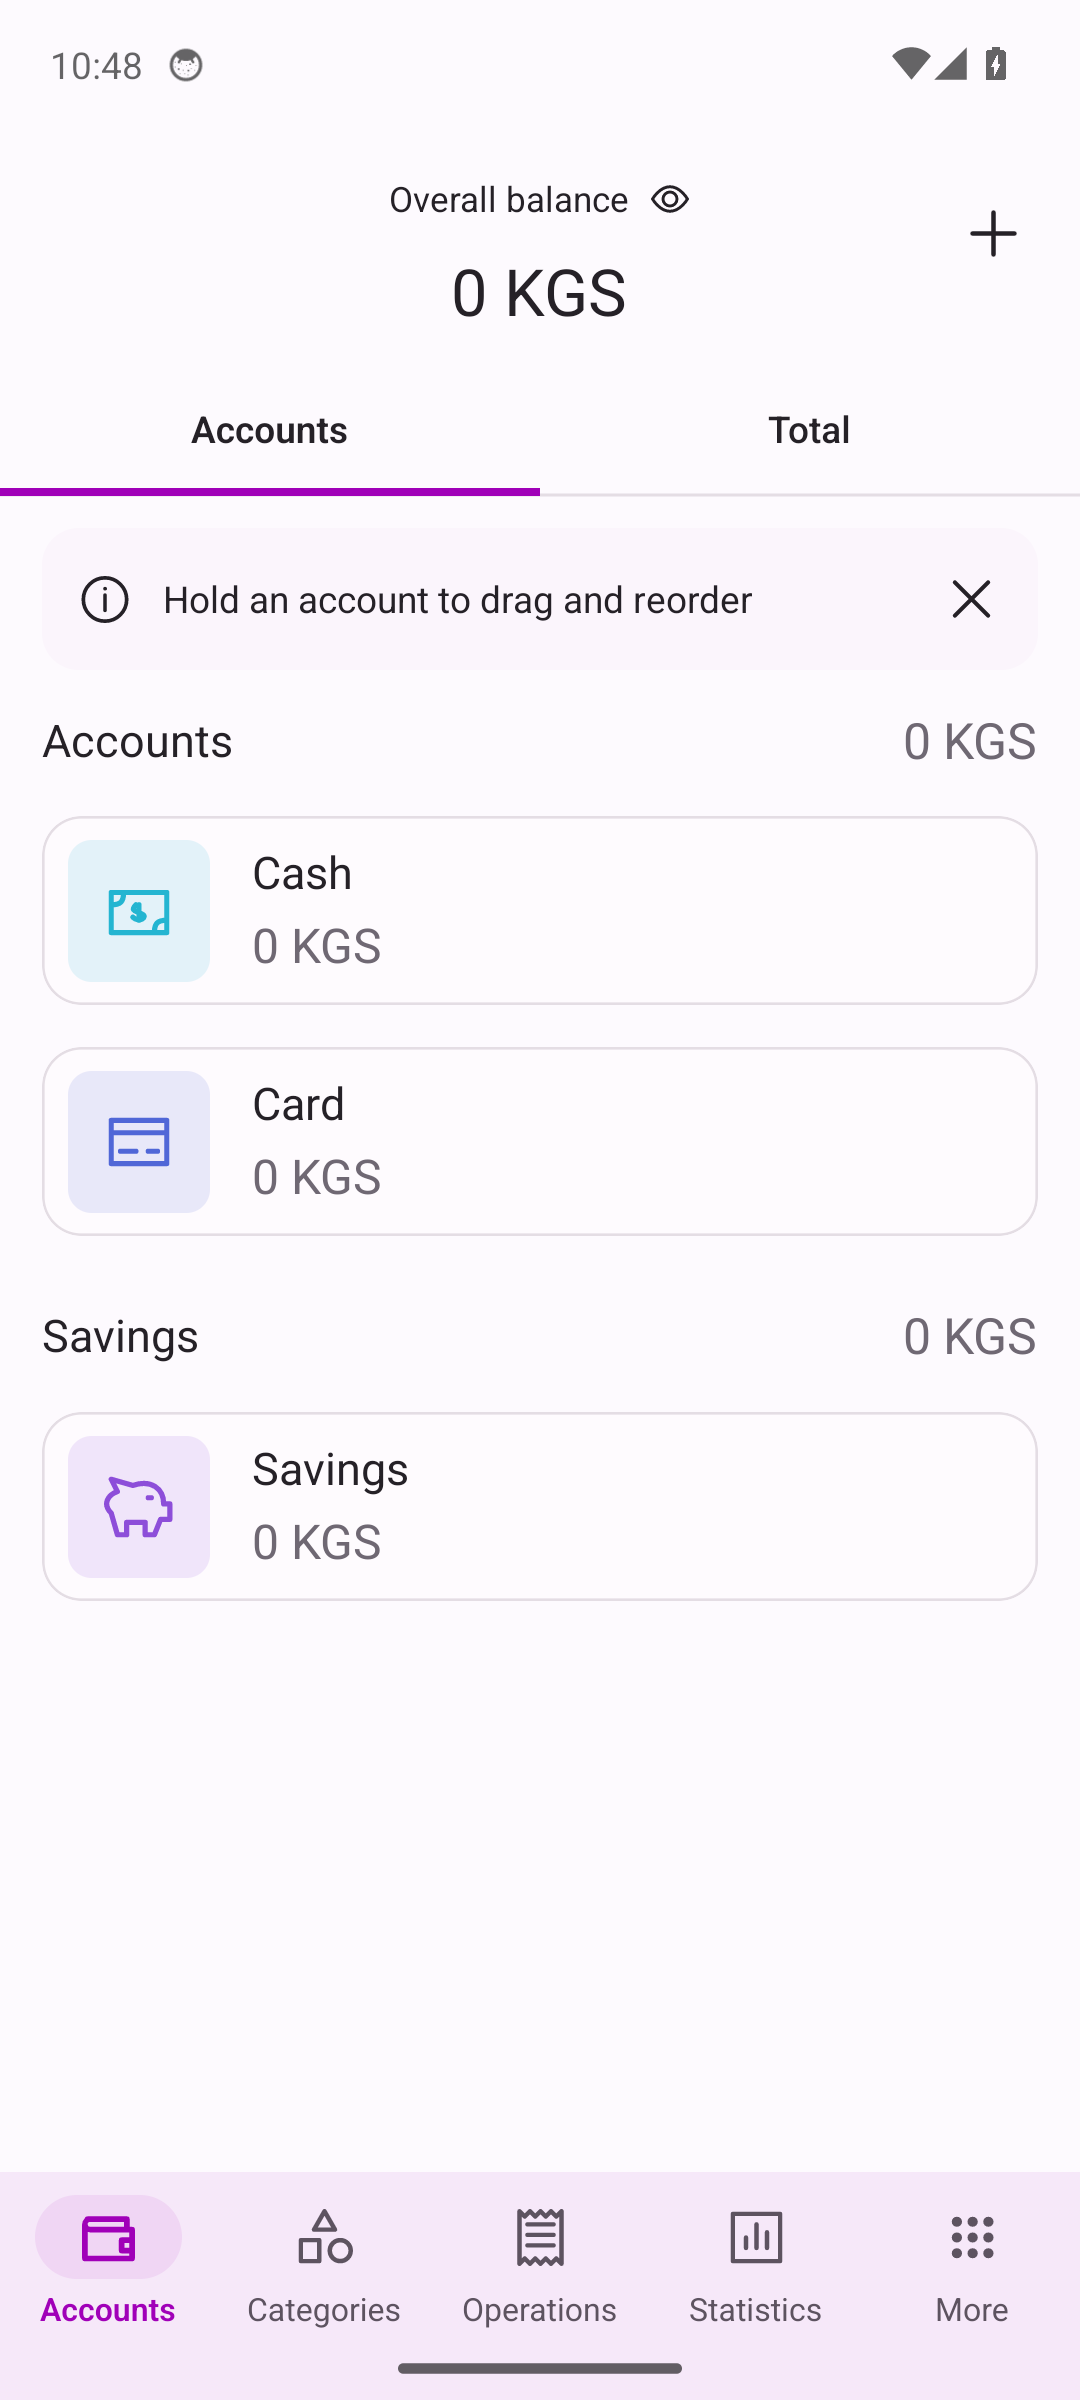 10:48
Overall balance
0 KGS
Accounts
Total
Hold an account to drag and reorder
Accounts
0 KGS
Cash
0 KGS
Card
0 KGS
Savings
0 KGS
Savings
0 KGS
Accounts
Categories
Operations
Statistics
More